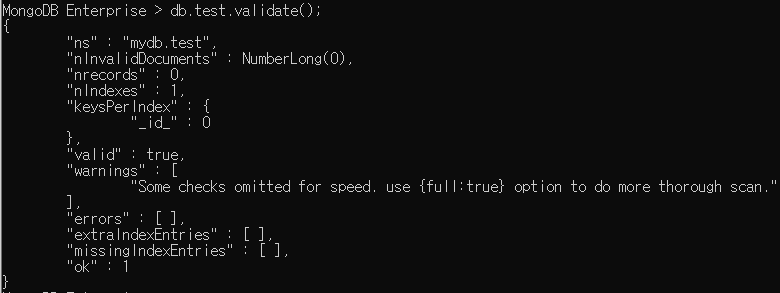 MongoDB Enterprise > db.test.validate();
{
        "ns" : "mydb.test",
        "nInvalidDocuments" : NumberLong(0),
        "nrecords" : 0,
        "nIndexes" : 1,
        "keysPerIndex" : {
                "_id_" : 0
        },
        "valid" : true,
        "warnings" : [
                "Some checks omitted for speed. use {full:true} option to do more thorough scan."
        ],
        "errors" : [ ],
        "extraIndexEntries" : [ ],
        "missingIndexEntries" : [ ],
        "ok" : 1
}